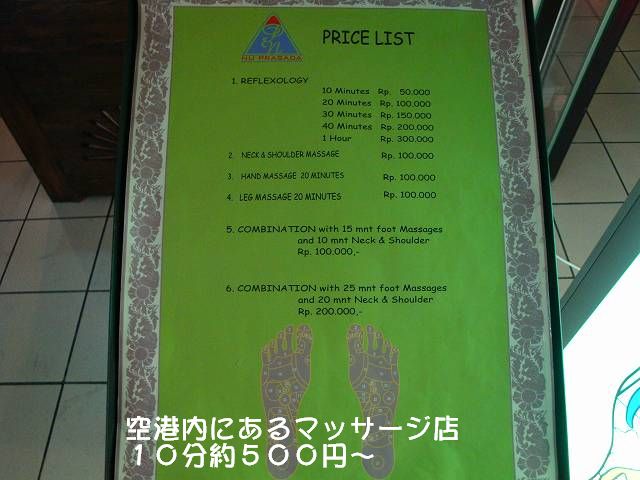 PRICE LIST
NU PRASADA
1. REFLEXOLOGY
10 Minutes Rp. 50.000
20 Minutes Rp. 100.000
30 Minutes Rp. 150.000
40 Minutes Rp. 200.000
1 Hour Rp. 300.000
2. NECK & SHOULDER MASSAGE Rp. 100.000
3. HAND MASSAGE 20 MINUTES Rp. 100.000
4. LEG MASSAGE 20 MINUTES Rp. 100.000
5. COMBINATION with 15 mnt foot Massages
and 10 mnt Neck & Shoulder
Rp. 100.000,-
6. COMBINATION with 25 mnt foot Massages
and 20 mnt Neck & Shoulder
Rp. 200.000,-
空港内にあるマッサージ店
１０分約５００円～